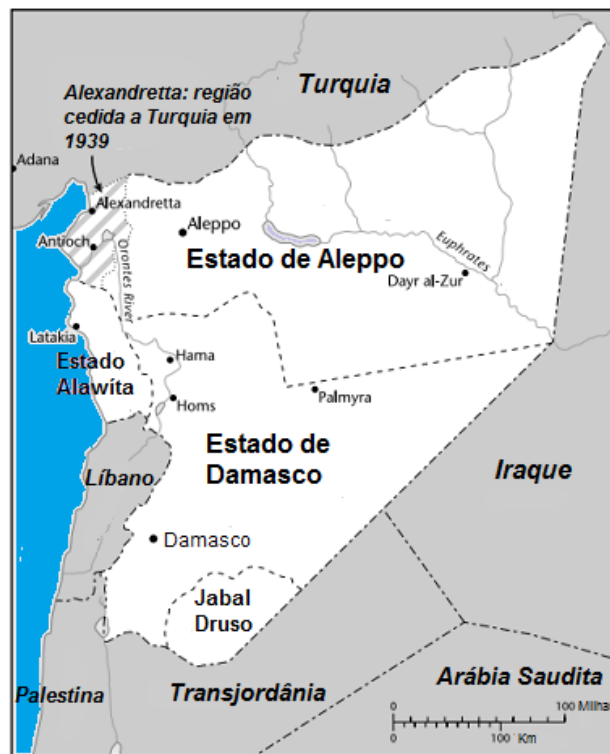 Turquia
Alexandretta: região
cedida a Turquia em
1939
Adana
Alexandretta
Aleppo
Antioch
Orontes River
Estado de Aleppo
Euphrates
Dayr al-Zur
Latakia
Estado
Alawíta
Hama
Homs
Palmyra
Estado de
Damasco
Líbano
Iraque
Damasco
Jabal
Druso
Palestina
Transjordânia
Arábia Saudita
0 100 Milhas
0 100 Km